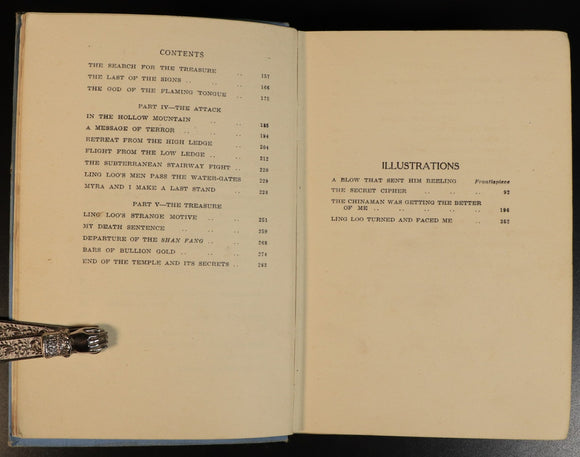 CONTENTS
THE SEARCH FOR THE TREASURE .. 157
THE LAST OF THE SIGNS .. .. .. 166
THE GOD OF THE FLAMING TONGUE .. 175
PART IV—THE ATTACK
IN THE HOLLOW MOUNTAIN .. .. 185
A MESSAGE OF TERROR .. .. .. 194
RETREAT FROM THE HIGH LEDGE .. 204
FLIGHT FROM THE LOW LEDGE .. .. 212
THE SUBTERRANEAN STAIRWAY FIGHT .. 220
LING LOO'S MEN PASS THE WATER-GATES 229
MYRA AND I MAKE A LAST STAND .. 238
PART V—THE TREASURE
LING LOO'S STRANGE MOTIVE .. .. 251
MY DEATH SENTENCE .. .. .. 259
DEPARTURE OF THE SHAN FANG .. .. 268
BARS OF BULLION GOLD .. .. .. 274
END OF THE TEMPLE AND ITS SECRETS .. 283
ILLUSTRATIONS
A BLOW THAT SENT HIM REELING Frontispiece
THE SECRET CIPHER .. .. .. 92
THE CHINAMAN WAS GETTING THE BETTER
OF ME .. .. .. .. .. 196
LING LOO TURNED AND FACED ME .. 252